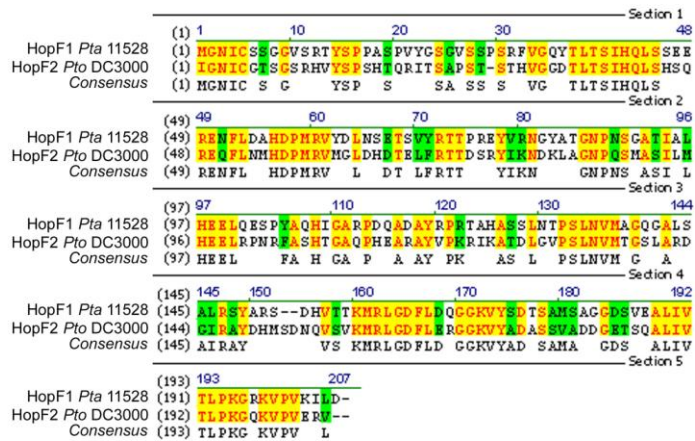 Section 1
(1) 1 10 20 30 48
HopF1 Pta 11528 (1) MGNICSSGGVSRTYSPPASPVYGSGVSSPSRFVGQYTLTSIHQLSSEE
HopF2 Pto DC3000 (1) IGNICGTSGSRHVYSPSHTQRITSAPST-STHVGGDTLTSIHQLSHSQ
Consensus (1) MGNIC S G YSP S SA SS S VG TLTSIHQLS
Section 2
(49) 49 60 70 80 96
HopF1 Pta 11528 (49) RENFLDAHDPMRVYDLNSETSVYRTTPREYVRNGYATGNPNSGATIAL
HopF2 Pto DC3000 (48) REQFLNMHDPMRVMGLDHDTELFRTTDSRYIKNDKLAGNPQSMASILM
Consensus (49) RENFL HDPMRV L DT LFRTT YIKN GNPNS ASI L
Section 3
(97) 97 110 120 130 144
HopF1 Pta 11528 (97) HEELQESPYAQHIGARPDQADAYRPRTAHASSLNTPSLNVMAGQGALS
HopF2 Pto DC3000 (96) HEELRPNRFASHTGAQPHEARAYVPKRIKATDLGVPSLNVMTGSLARD
Consensus (97) HEEL FA H GA P A AY PK AS L PSLNVM G A
Section 4
(145) 145 150 160 170 180 192
HopF1 Pta 11528 (145) ALRSYARS--DHVTTKMRLGDFLDQGGKVYSDTSAMSAGGDSVEALIV
HopF2 Pto DC3000 (144) GIRAYDHMSDNQVSVKMRLGDFLERGGKVYADASSVADDGETSQALIV
Consensus (145) AIRAY VS KMRLGDFL GGKVYAD SAMA GDS ALIV
Section 5
(193) 193 207
HopF1 Pta 11528 (191) TLPKGRKVPVKILD-
HopF2 Pto DC3000 (192) TLPKGQKVPVERV--
Consensus (193) TLPKG KVPV L